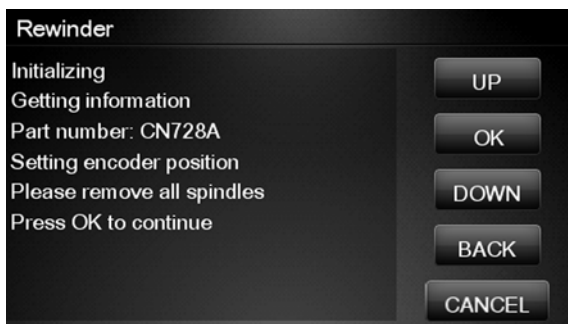 Rewinder
Initializing
Getting information
Part number: CN728A
Setting encoder position
Please remove all spindles
Press OK to continue
UP
OK
DOWN
BACK
CANCEL